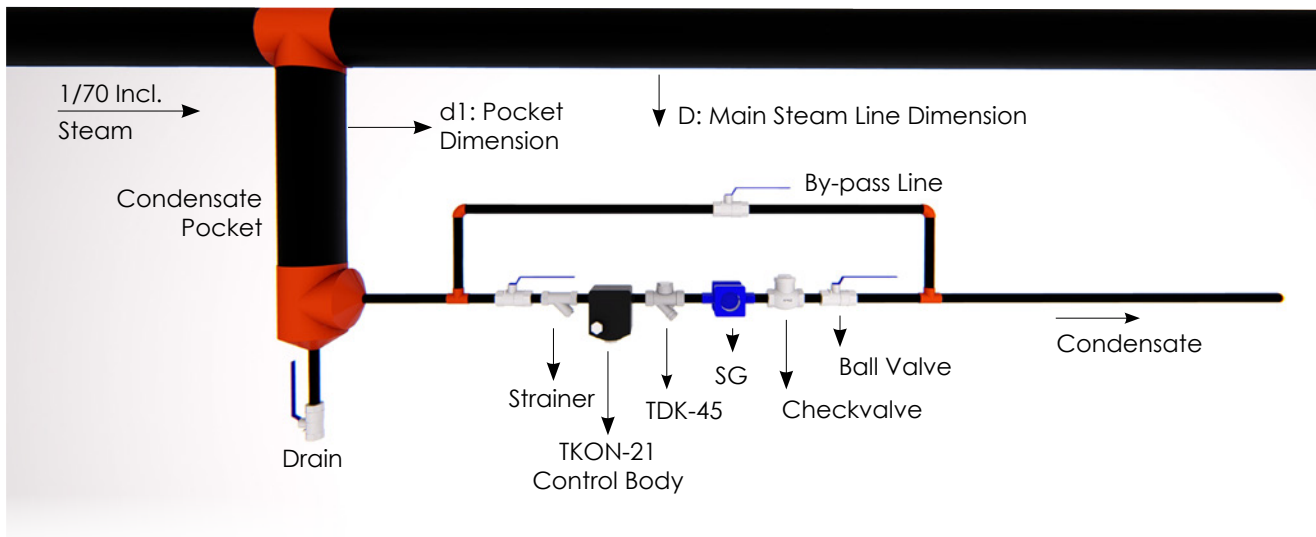 1/70 Incl.
Steam
d1: Pocket
Dimension
D: Main Steam Line Dimension
Condensate
Pocket
By-pass Line
Condensate
Ball Valve
SG
Strainer
TDK-45
Checkvalve
Drain
TKON-21
Control Body